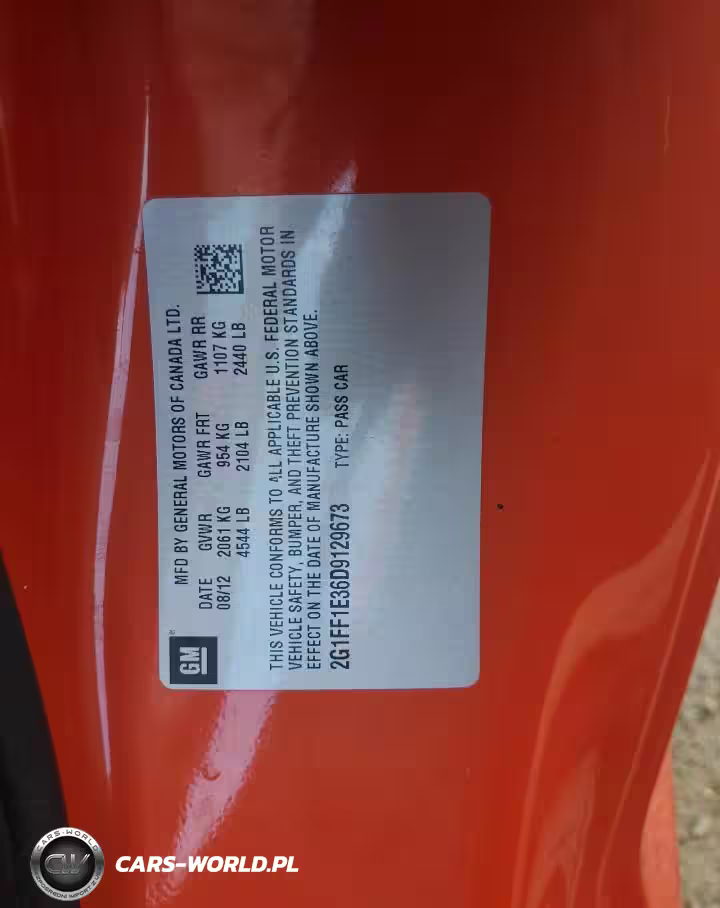 MFD BY GENERAL MOTORS OF CANADA LTD.
DATE GVWR GAWR FRT GAWR RR
08/12 2061 KG 954 KG 1107 KG
4544 LB 2104 LB 2440 LB
GM
THIS VEHICLE CONFORMS TO ALL APPLICABLE U.S. FEDERAL MOTOR
VEHICLE SAFETY, BUMPER, AND THEFT PREVENTION STANDARDS IN
EFFECT ON THE DATE OF MANUFACTURE SHOWN ABOVE.
2G1FF1E36D9129673 TYPE: PASS CAR
CARS-WORLD
CW
CARS-WORLD.PL